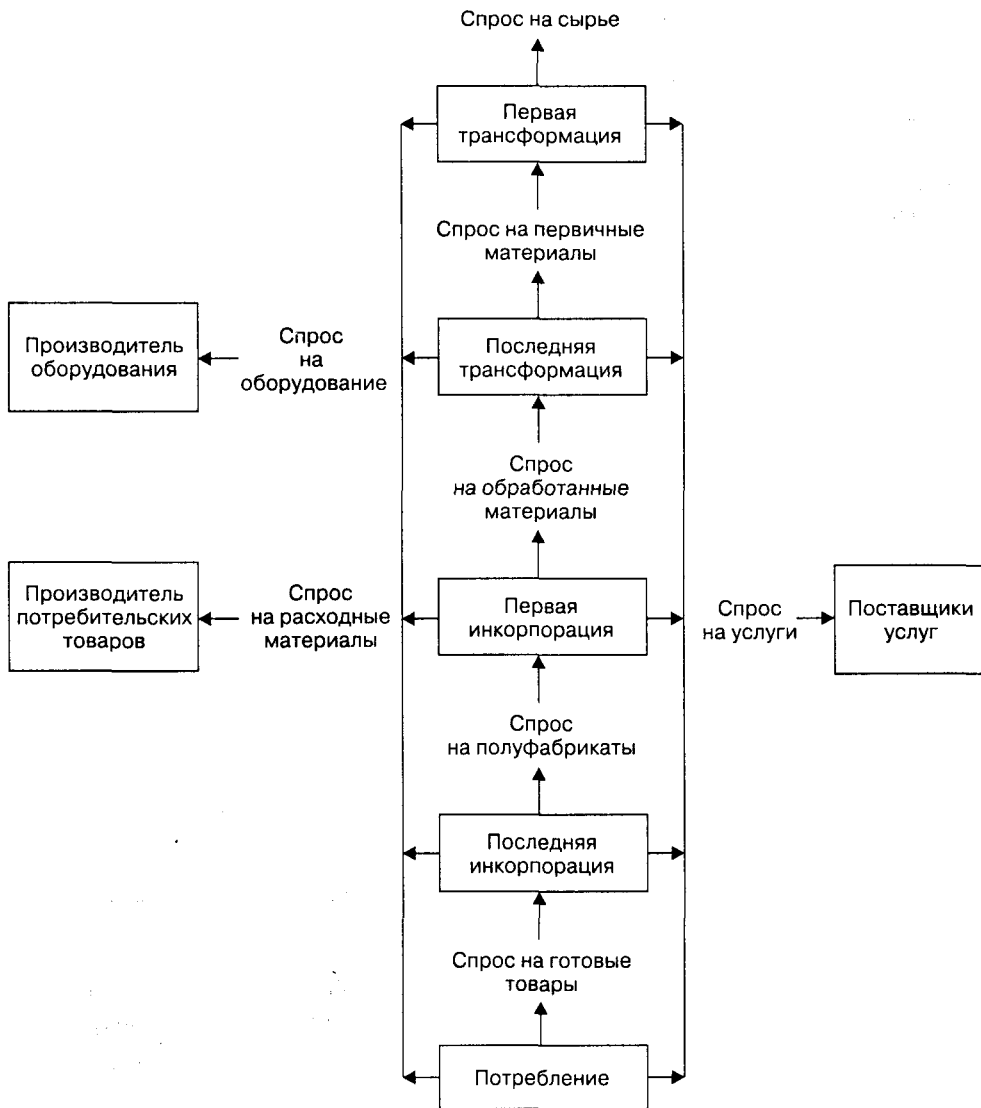 Спрос на сырье
Первая
трансформация
Спрос на первичные
материалы
Производитель
оборудования
Спрос
на
оборудование
Последняя
трансформация
Спрос
на обработанные
материалы
Производитель
потребительских
товаров
Спрос
на расходные
материалы
Первая
инкорпорация
Спрос
на услуги
Поставщики
услуг
Спрос
на полуфабрикаты
Последняя
инкорпорация
Спрос на готовые
товары
Потребление